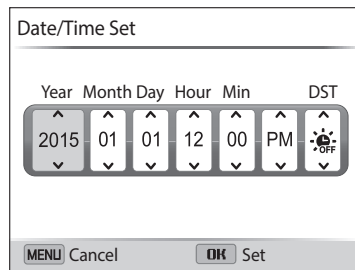 Date/Time Set
Year Month Day Hour Min DST
2015 01 01 12 00 PM OFF
MENU Cancel OK Set